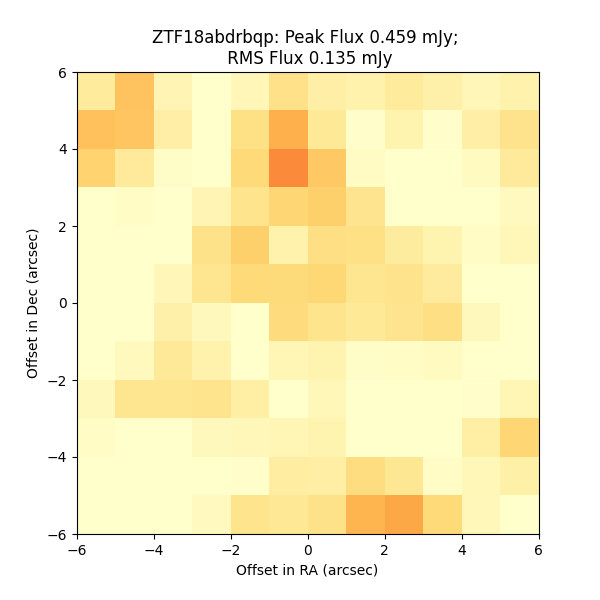 ZTF18abdrbqp: Peak Flux 0.459 mJy;
RMS Flux 0.135 mJy
6
4
2
0
−2
−4
−6
Offset in Dec (arcsec)
−6 −4 −2 0 2 4 6
Offset in RA (arcsec)